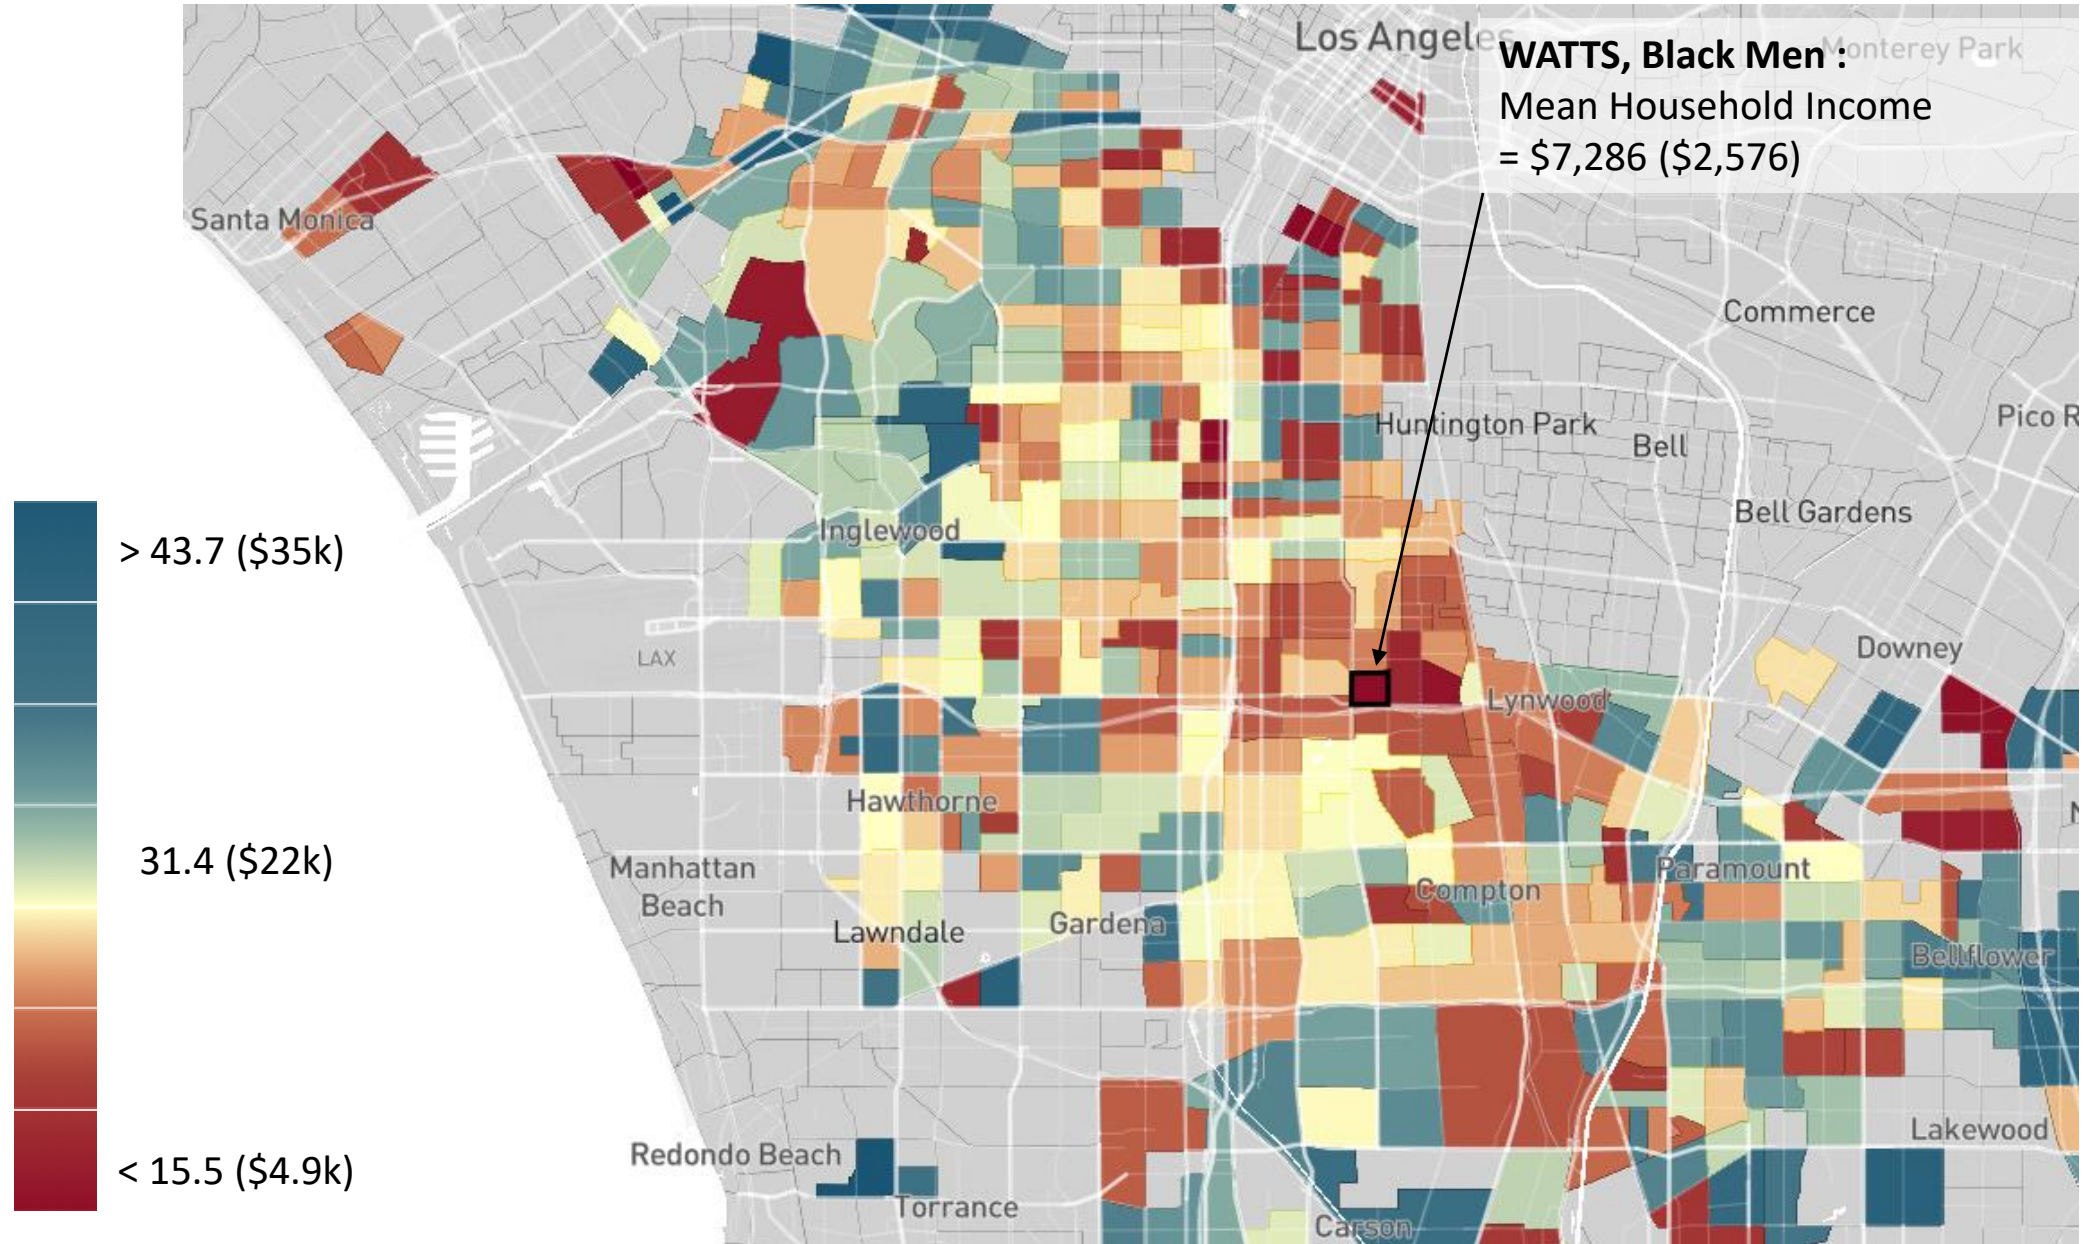 Los Angeles
Monterey Park
WATTS, Black Men :
Mean Household Income
= $7,286 ($2,576)
Santa Monica
Commerce
Huntington Park
Bell
Pico R
Bell Gardens
Inglewood
> 43.7 ($35k)
LAX
Downey
Lynwood
Hawthorne
N
31.4 ($22k)
Manhattan
Beach
Paramount
Compton
Gardena
Lawndale
Bellflower
Lakewood
Redondo Beach
< 15.5 ($4.9k)
Torrance
Carson